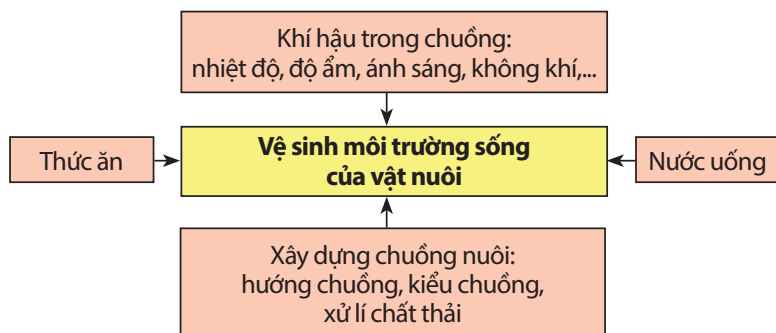 Khí hậu trong chuồng:
nhiệt độ, độ ẩm, ánh sáng, không khí,...
Thức ăn
Vệ sinh môi trường sống
của vật nuôi
Nước uống
Xây dựng chuồng nuôi:
hướng chuồng, kiểu chuồng,
xử lí chất thải